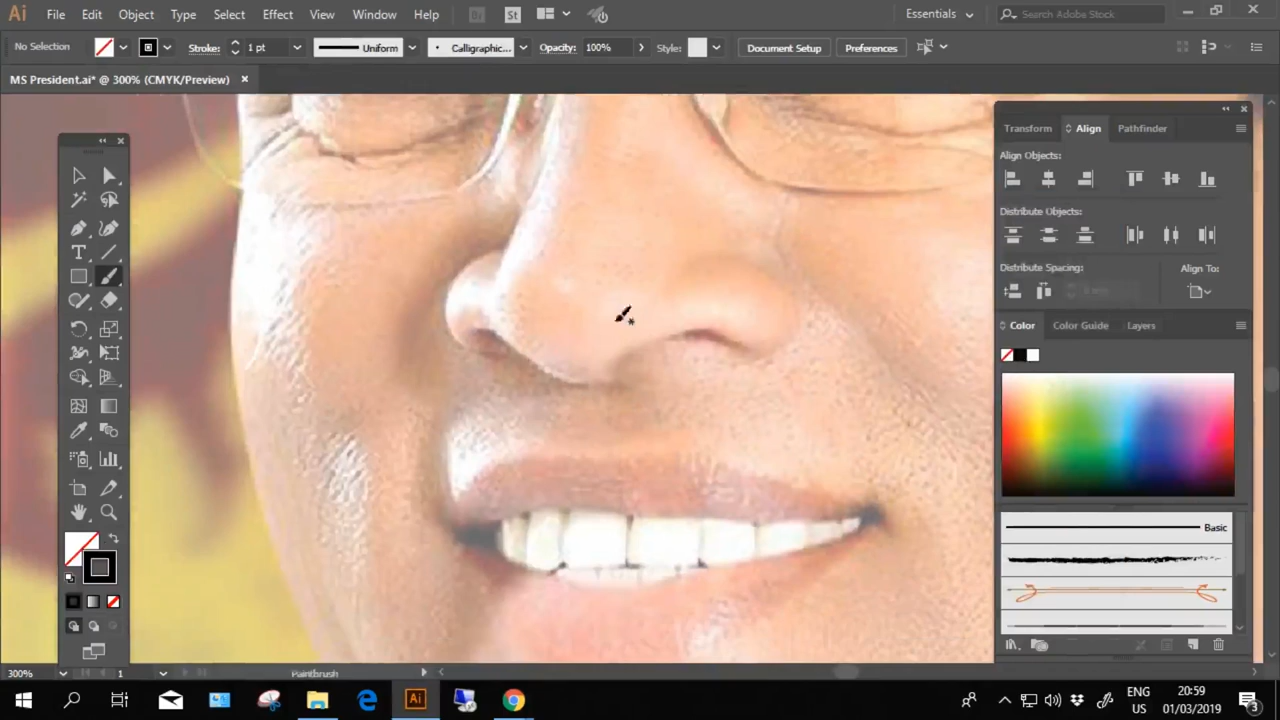 Ai File Edit Object Type Select Effect View Window Help Br St Essentials Search Adobe Stock
No Selection Stroke: 1 pt Uniform Calligraphic... Opacity: 100% Style: Document Setup Preferences
MS President.ai* @ 300% (CMYK/Preview)
Transform Align Pathfinder
Align Objects:
Distribute Objects:
Distribute Spacing: Align To:
Color Color Guide Layers
Basic
300% 1 Paintbrush
Ai ENG 20:59
US 01/03/2019 3